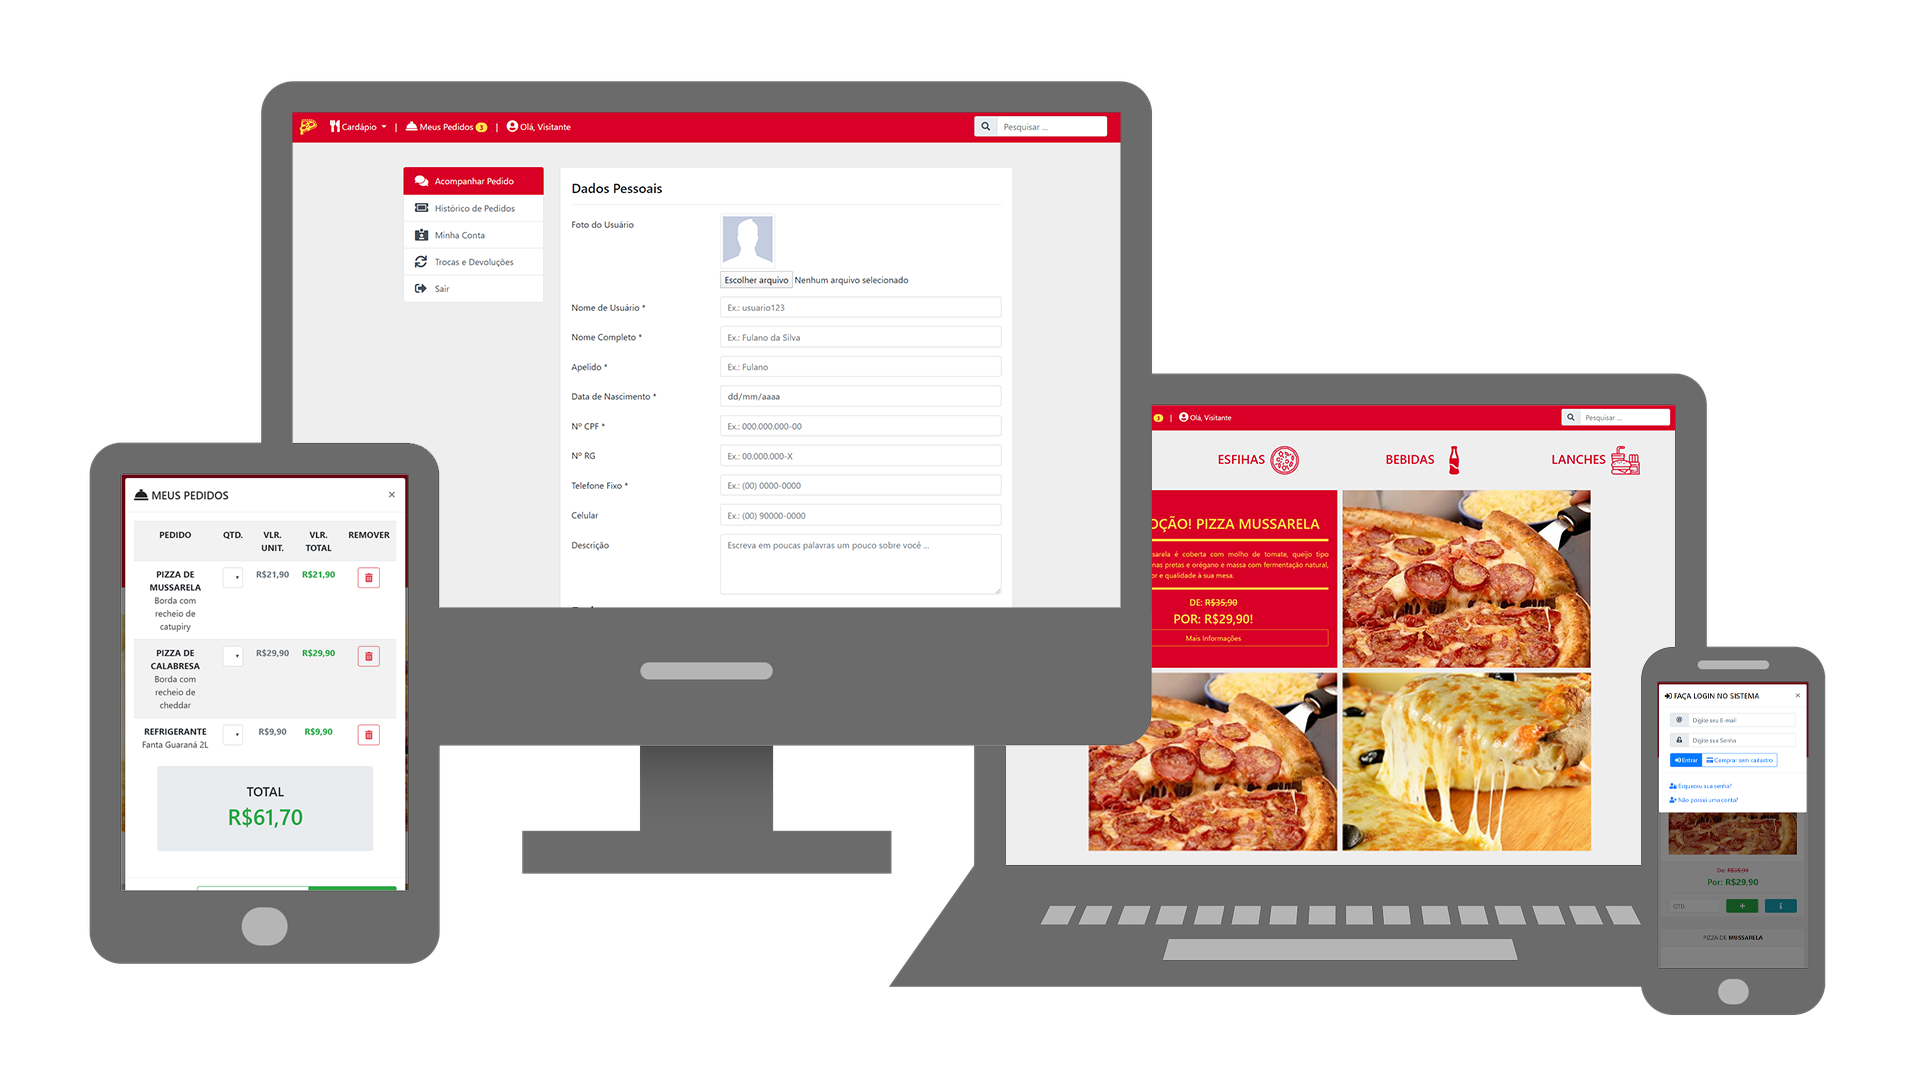 Cardápio | Meus Pedidos 3 | Olá, Visitante
Pesquisar ...
Acompanhar Pedido
Histórico de Pedidos
Minha Conta
Trocas e Devoluções
Sair
Dados Pessoais
Foto do Usuário
Escolher arquivo Nenhum arquivo selecionado
Nome de Usuário * Ex.: usuario123
Nome Completo * Ex.: Fulano da Silva
Apelido * Ex.: Fulano
Data de Nascimento * dd/mm/aaaa
Nº CPF * Ex.: 000.000.000-00
Nº RG Ex.: 00.000.000-X
Telefone Fixo * Ex.: (00) 0000-0000
Celular Ex.: (00) 90000-0000
Descrição Escreva em poucas palavras um pouco sobre você ...
MEUS PEDIDOS ×
PEDIDO QTD. VLR. UNIT. VLR. TOTAL REMOVER
PIZZA DE R$21,90 R$21,90
MUSSARELA
Borda com
recheio de
catupiry
PIZZA DE R$29,90 R$29,90
CALABRESA
Borda com
recheio de
cheddar
REFRIGERANTE R$9,90 R$9,90
Fanta Guaraná 2L
TOTAL
R$61,70
3 | Olá, Visitante
Pesquisar ...
ESFIHAS
BEBIDAS
LANCHES
OÇÃO! PIZZA MUSSARELA
sarela é coberta com molho de tomate, queijo tipo
nas pretas e orégano e massa com fermentação natural,
or e qualidade à sua mesa.
DE: R$35,90
POR: R$29,90!
Mais Informações
FAÇA LOGIN NO SISTEMA ×
@ Digite seu E-mail
Digite sua Senha
Entrar Comprar sem cadastro
Esqueceu sua senha?
Não possui uma conta?
De: R$35,90
Por: R$29,90
QTD.
PIZZA DE MUSSARELA